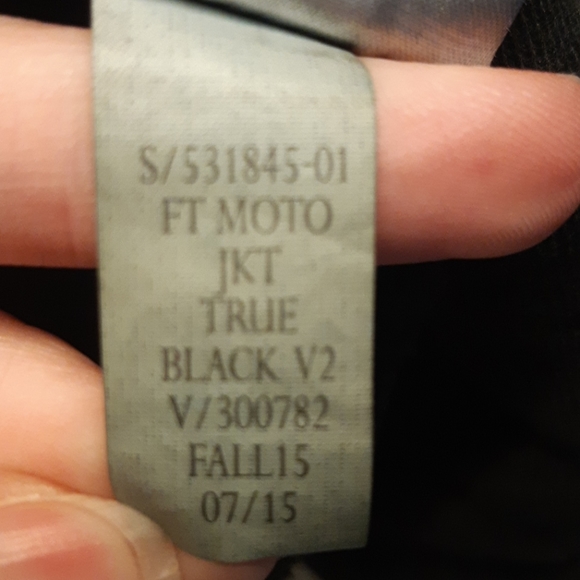 S/531845-01
FT MOTO
JKT
TRUE
BLACK V2
V/300782
FALL15
07/15